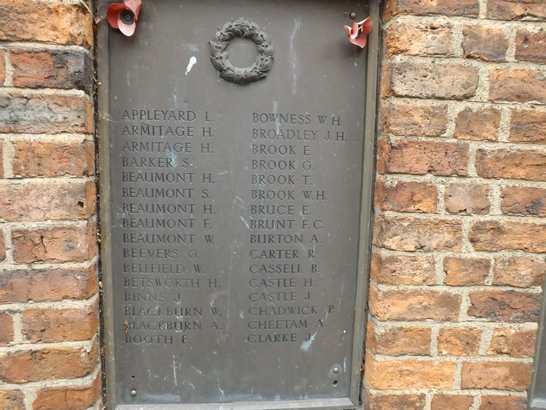 APPLEYARD L.
ARMITAGE H.
ARMITAGE H.
BARKER S.
BEAUMONT H.
BEAUMONT S.
BEAUMONT H.
BEAUMONT F.
BEAUMONT W.
BEEVERS G.
BELLFIELD W.
BETSWORTH H.
BINNS J.
BLACKBURN W.
BLACKBURN A.
BOOTH F.
BOWNESS W.H.
BROADLEY J.H.
BROOK E.
BROOK G.
BROOK T.
BROOK W.H.
BRUCE E.
BRUNT F.C.
BURTON A.
CARTER R.
CASSELL B.
CASTLE H.
CASTLE J.
CHADWICK P.
CHEETAM A.
CLARKE J.